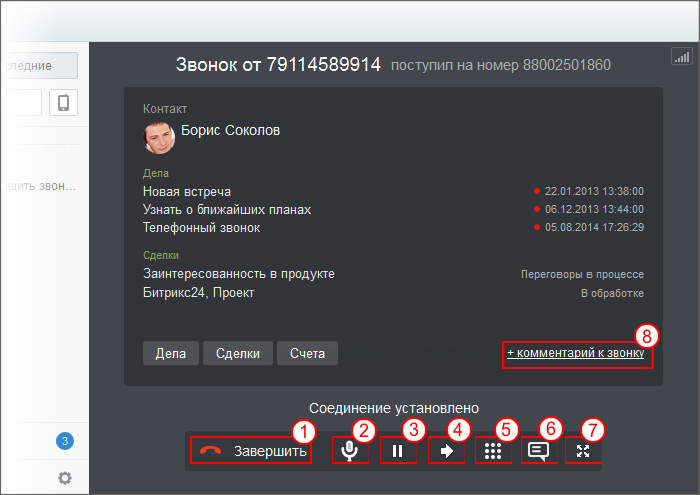 Звонок от 79114589914 поступил на номер 88002501860
следние
Контакт
Борис Соколов
Дела
Новая встреча 22.01.2013 13:38:00
ешить звон...
Узнать о ближайших планах 06.12.2013 13:44:00
Телефонный звонок 05.08.2014 17:26:29
Сделки
Заинтересованность в продукте Переговоры в процессе
Битрикс24, Проект В обработке
8
Дела Сделки Счета + комментарий к звонку
Соединение установлено
1 2 3 4 5 6 7
3
Завершить